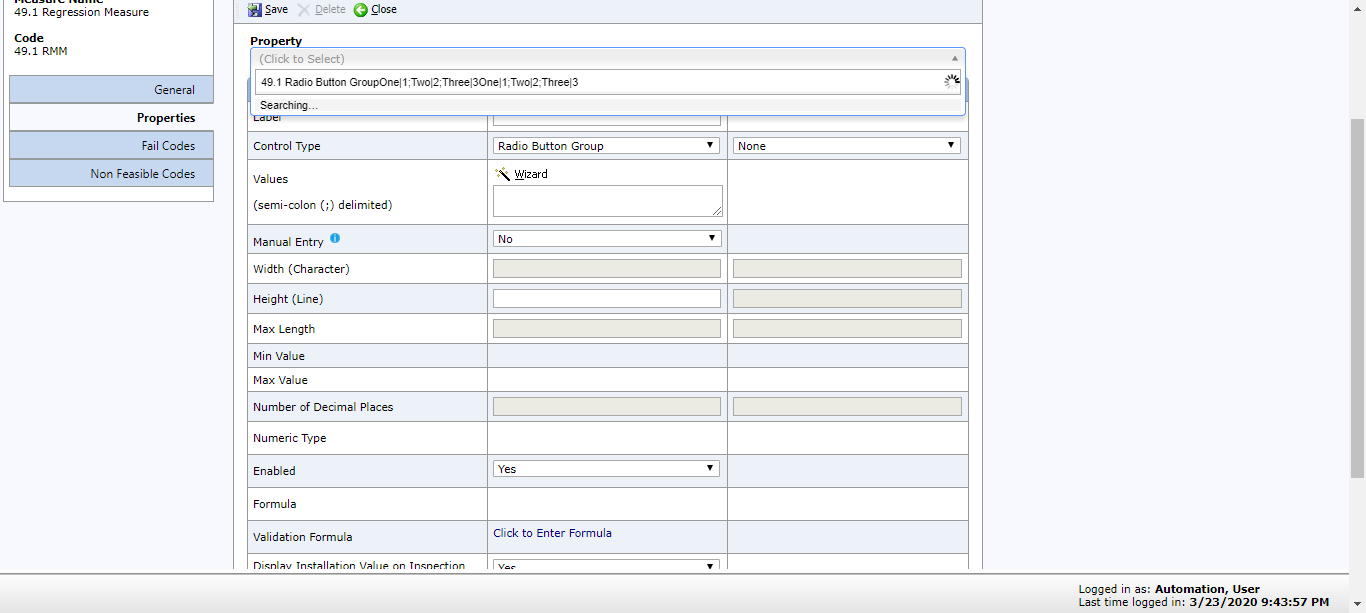 Measure Name
49.1 Regression Measure
Code
49.1 RMM
General
Properties
Fail Codes
Non Feasible Codes
Save Delete Close
Property
(Click to Select)
49.1 Radio Button GroupOne|1;Two|2;Three|3One|1;Two|2;Three|3
Searching...
Label
Control Type Radio Button Group None
Values
(semi-colon (;) delimited)
Wizard
Manual Entry No
Width (Character)
Height (Line)
Max Length
Min Value
Max Value
Number of Decimal Places
Numeric Type
Enabled Yes
Formula
Validation Formula Click to Enter Formula
Display Installation Value on Inspection Yes
Logged in as: Automation, User
Last time logged in: 3/23/2020 9:43:57 PM